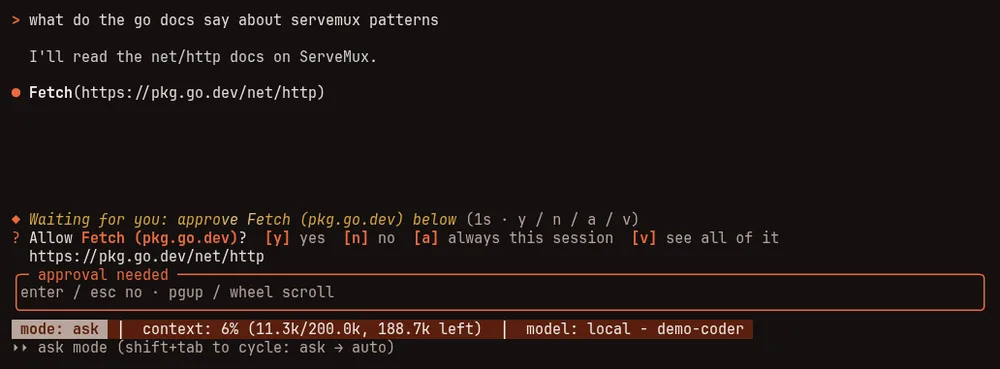 > what do the go docs say about servemux patterns
I'll read the net/http docs on ServeMux.
● Fetch(https://pkg.go.dev/net/http)
◆ Waiting for you: approve Fetch (pkg.go.dev) below (1s · y / n / a / v)
? Allow Fetch (pkg.go.dev)? [y] yes [n] no [a] always this session [v] see all of it
https://pkg.go.dev/net/http
approval needed
enter / esc no · pgup / wheel scroll
mode: ask | context: 6% (11.3k/200.0k, 188.7k left) | model: local - demo-coder
▸▸ ask mode (shift+tab to cycle: ask → auto)